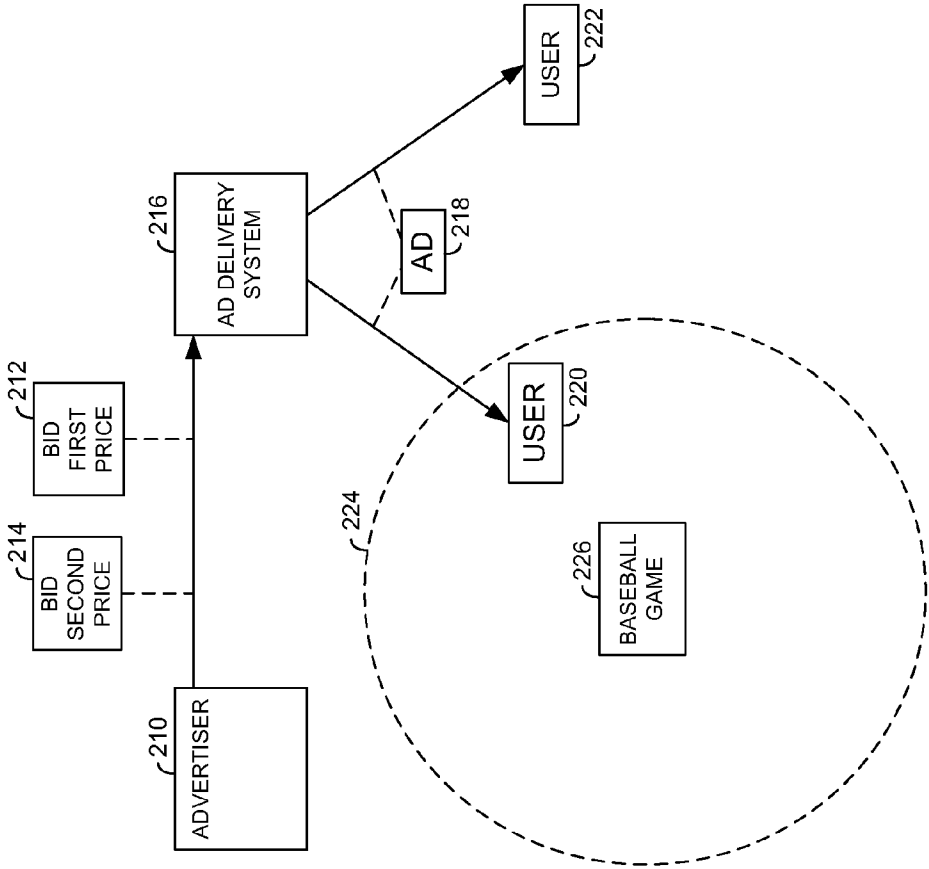 210
ADVERTISER
214
BID
SECOND
PRICE
212
BID
FIRST
PRICE
216
AD DELIVERY
SYSTEM
AD
218
USER
220
USER
222
224
226
BASEBALL
GAME